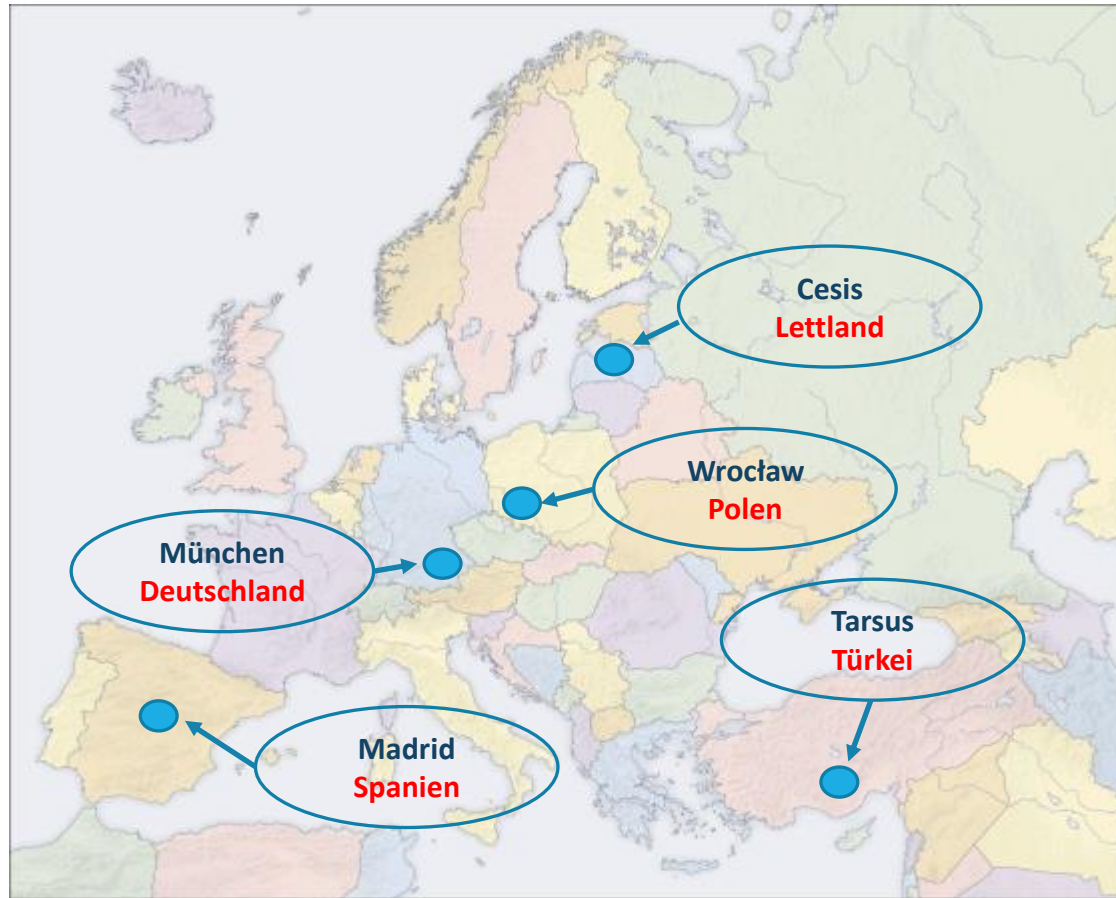 Cesis
Lettland
Wrocław
Polen
München
Deutschland
Tarsus
Türkei
Madrid
Spanien